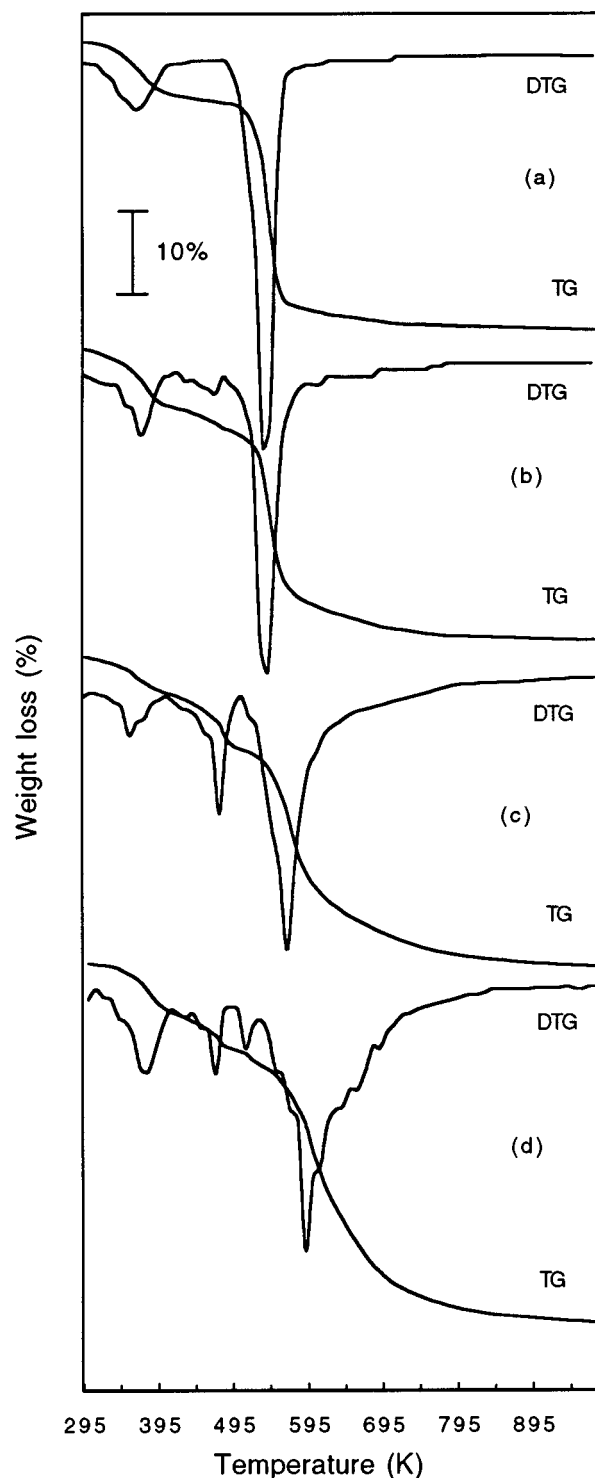 DTG
(a)
10%
TG
DTG
(b)
TG
Weight loss (%)
DTG
(c)
TG
DTG
(d)
TG
295 395 495 595 695 795 895
Temperature (K)